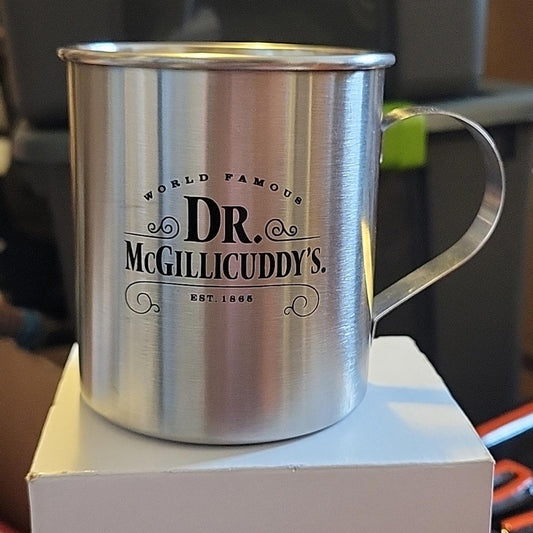 WORLD FAMOUS
DR.
McGILLICUDDY'S.
EST. 1865